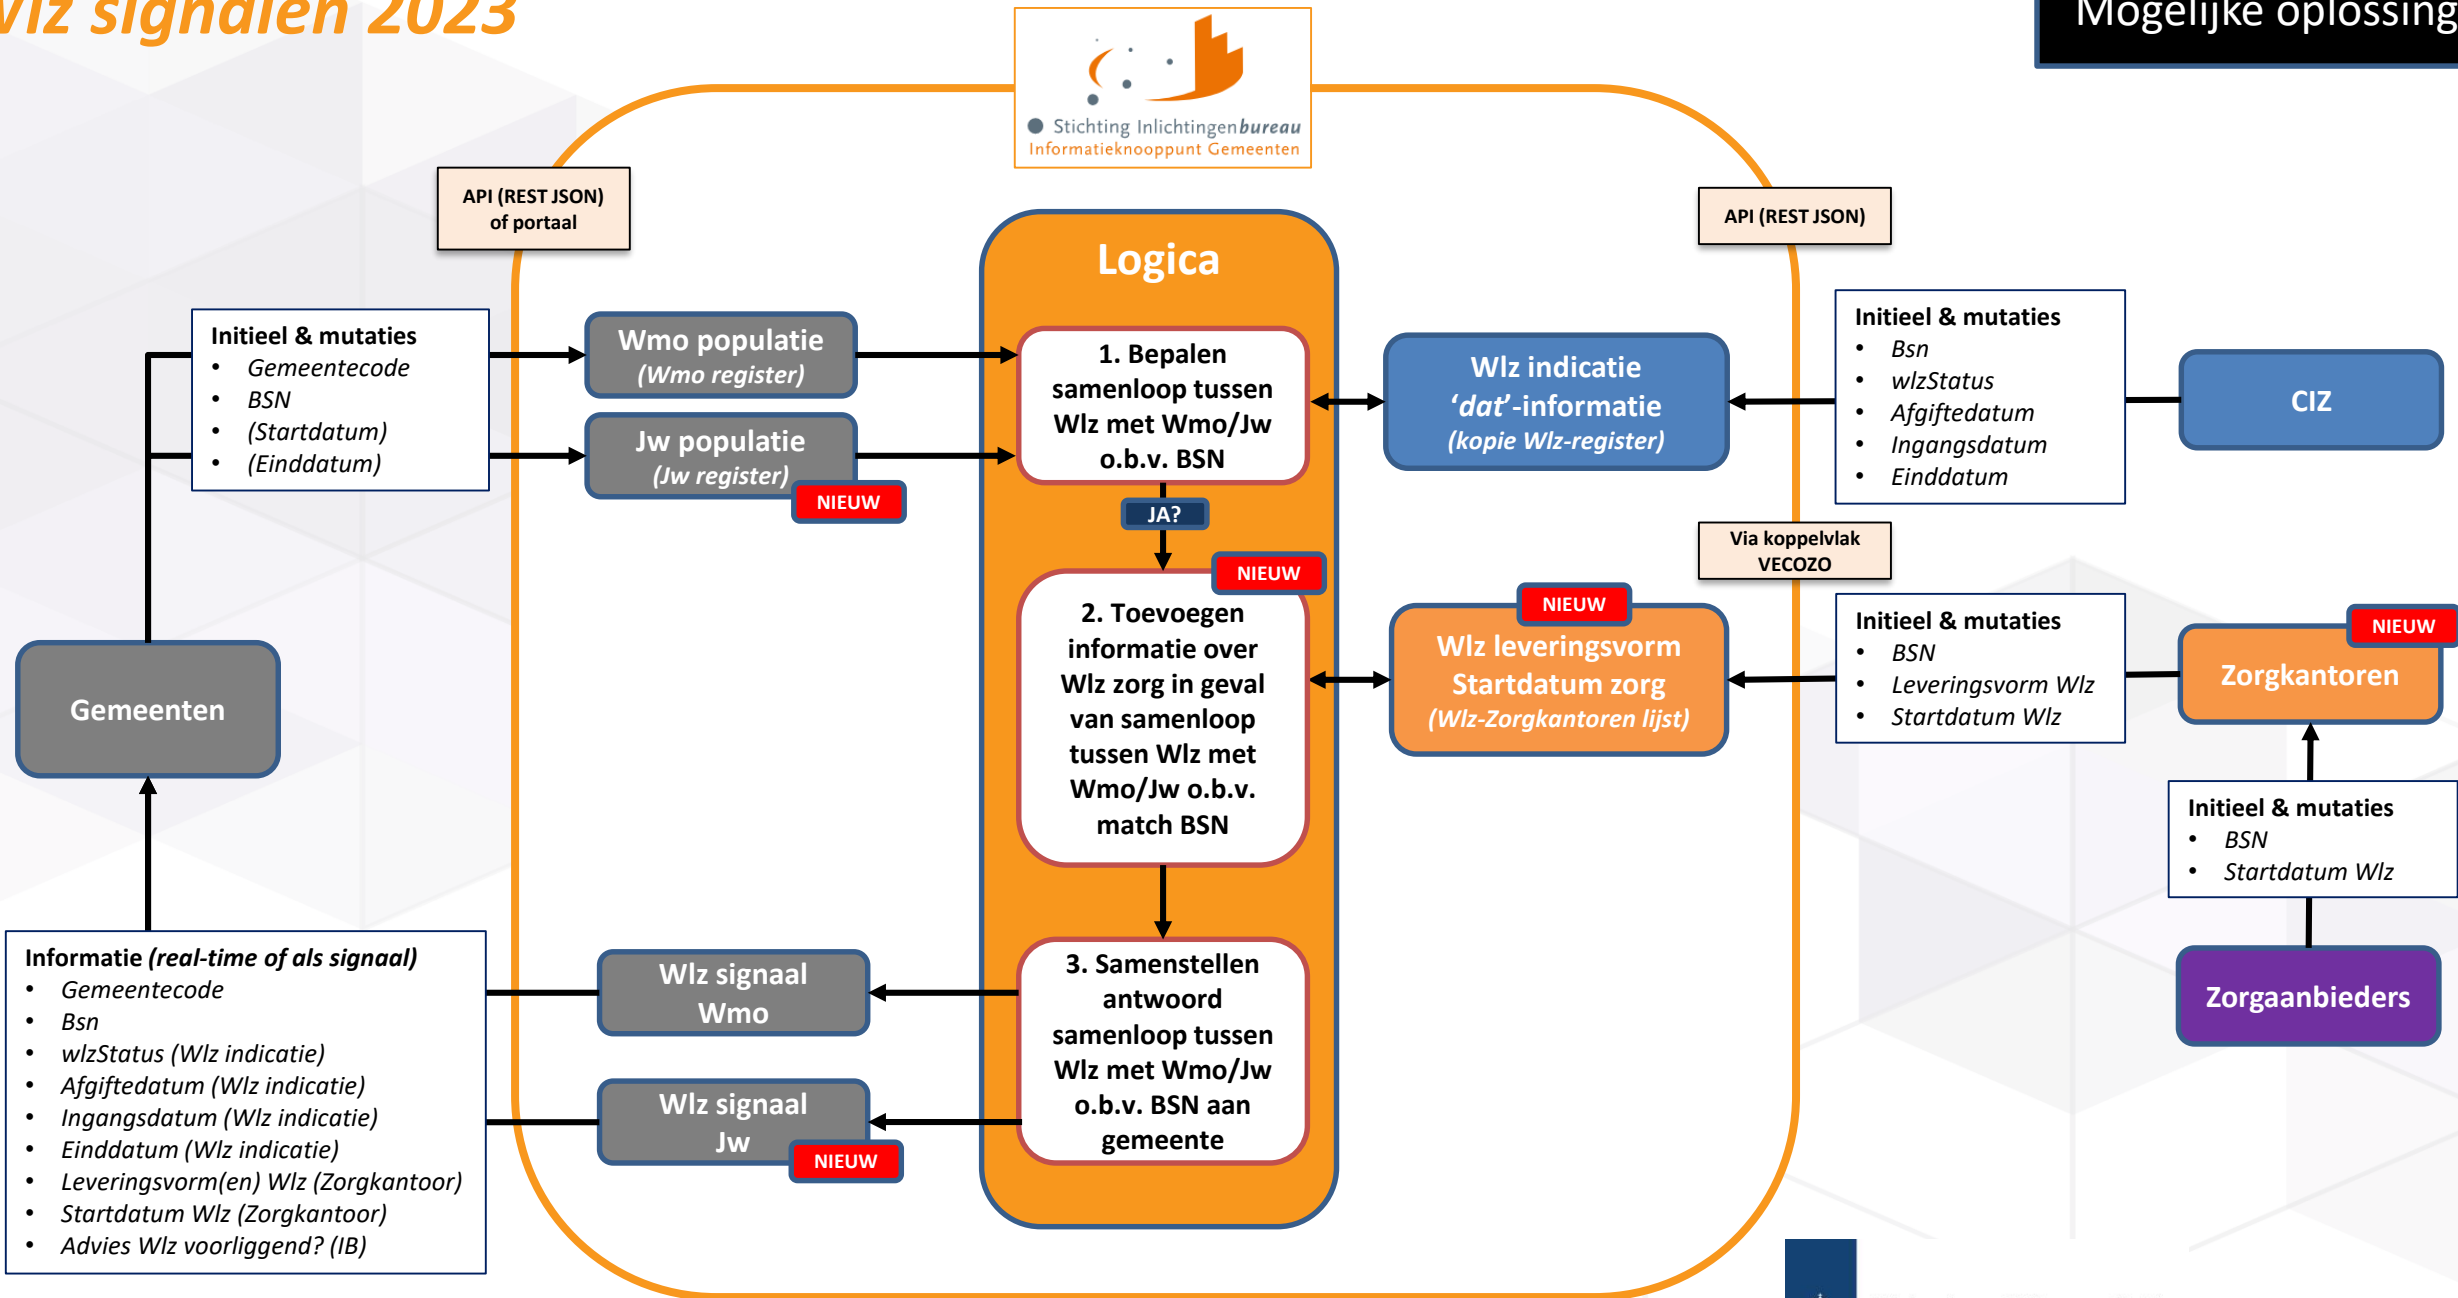 Wlz signalen 2023
Mogelijke oplossing
Stichting Inlichtingenbureau
Informatieknooppunt Gemeenten
API (REST JSON)
of portaal
API (REST JSON)
Logica
Initieel & mutaties
• Gemeentecode
• BSN
• (Startdatum)
• (Einddatum)
Wmo populatie
(Wmo register)
Jw populatie
(Jw register)
NIEUW
1. Bepalen
samenloop tussen
Wlz met Wmo/Jw
o.b.v. BSN
JA?
Wlz indicatie
‘dat’-informatie
(kopie Wlz-register)
Initieel & mutaties
• Bsn
• wlzStatus
• Afgiftedatum
• Ingangsdatum
• Einddatum
CIZ
Via koppelvlak
VECOZO
NIEUW
2. Toevoegen
informatie over
Wlz zorg in geval
van samenloop
tussen Wlz met
Wmo/Jw o.b.v.
match BSN
NIEUW
Wlz leveringsvorm
Startdatum zorg
(Wlz-Zorgkantoren lijst)
Initieel & mutaties
• BSN
• Leveringsvorm Wlz
• Startdatum Wlz
NIEUW
Zorgkantoren
Gemeenten
Initieel & mutaties
• BSN
• Startdatum Wlz
Zorgaanbieders
Informatie (real-time of als signaal)
• Gemeentecode
• Bsn
• wlzStatus (Wlz indicatie)
• Afgiftedatum (Wlz indicatie)
• Ingangsdatum (Wlz indicatie)
• Einddatum (Wlz indicatie)
• Leveringsvorm(en) Wlz (Zorgkantoor)
• Startdatum Wlz (Zorgkantoor)
• Advies Wlz voorliggend? (IB)
Wlz signaal
Wmo
Wlz signaal
Jw
NIEUW
3. Samenstellen
antwoord
samenloop tussen
Wlz met Wmo/Jw
o.b.v. BSN aan
gemeente